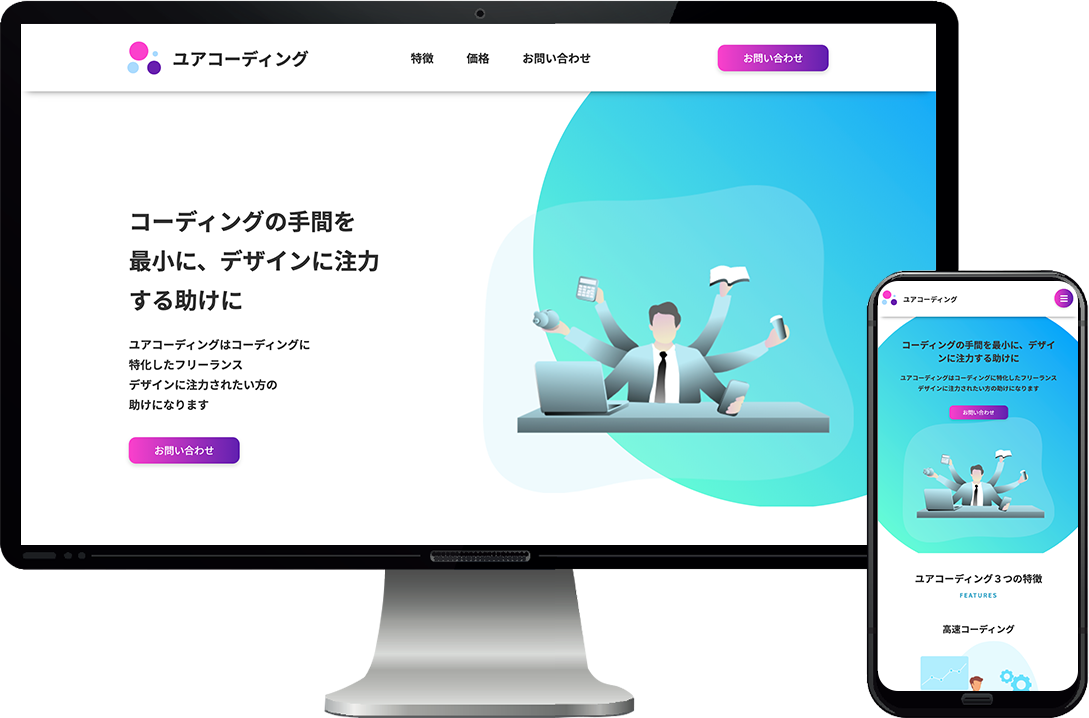 ユアコーディング
特徴
価格
お問い合わせ
お問い合わせ
コーディングの手間を
最小に、デザインに注力
する助けに
ユアコーディングはコーディングに
特化したフリーランス
デザインに注力されたい方の
助けになります
お問い合わせ
ユアコーディング
コーディングの手間を最小に、デザイ
ンに注力する助けに
ユアコーディングはコーディングに特化したフリーランス
デザインに注力されたい方の助けになります
お問い合わせ
ユアコーディング３つの特徴
FEATURES
高速コーディング